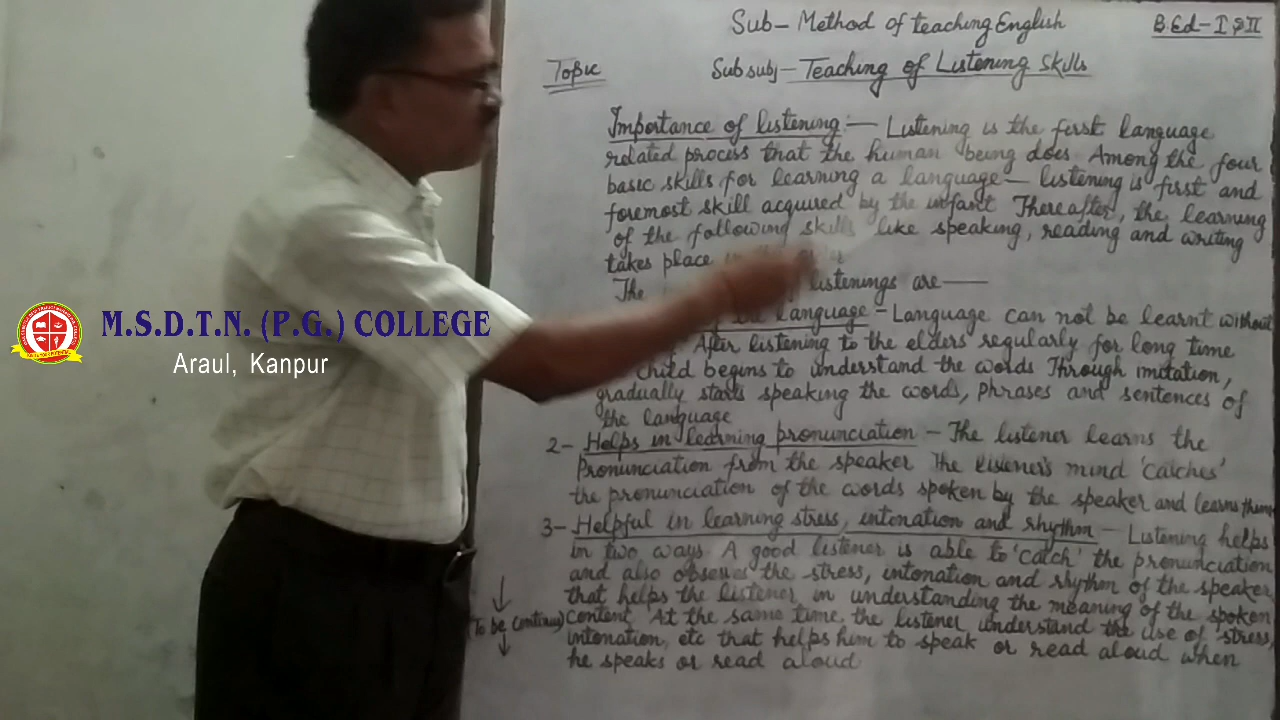 Sub- Method of teaching English
B.Ed-I & II
Topic
Sub subj- Teaching of Listening Skills
Importance of listening:- Listening is the first language
related process that the human being does. Among the four
basic skills for learning a language- listening is first and
foremost skill acquired by the infant Thereafter, the learning
of the following skills like speaking, reading and writing
takes place
The listenings are-
the Language - Language can not be learnt without
After listening to the elders regularly for long time
child begins to understand the words Through imitation,
gradually starts speaking the words, phrases and sentences of
the language
2- Helps in learning pronunciation - The listener learns the
Pronunciation from the speaker The listener's mind 'catches'
the pronunciation of the words spoken by the speaker and learns them
3- Helpful in learning stress, intonation and rhythm - Listening helps
in two ways. A good listener is able to 'catch' the pronunciation
and also observes the stress, intonation and rhythm of the speaker,
that helps the listener in understanding the meaning of the spoken
(To be continue) Content. At the same time, the listener understand the use of stress,
intonation, etc that helps him to speak or read aloud when
he speaks or read aloud
M.S.D.T.N. (P.G.) COLLEGE
Araul, Kanpur